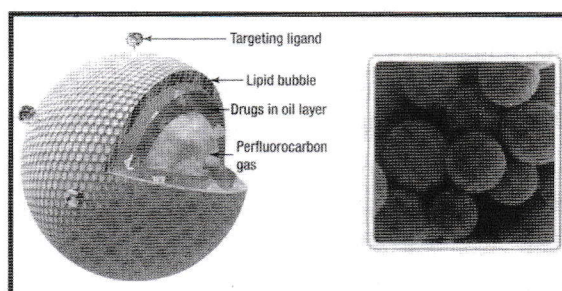 Targeting ligand
Lipid bubble
Drugs in oil layer
Perfluorocarbon
gas